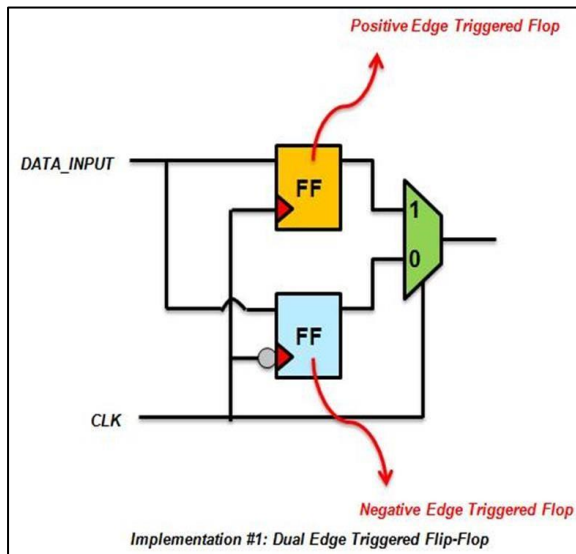 Positive Edge Triggered Flop
DATA_INPUT
FF
1
0
FF
CLK
Negative Edge Triggered Flop
Implementation #1: Dual Edge Triggered Flip-Flop